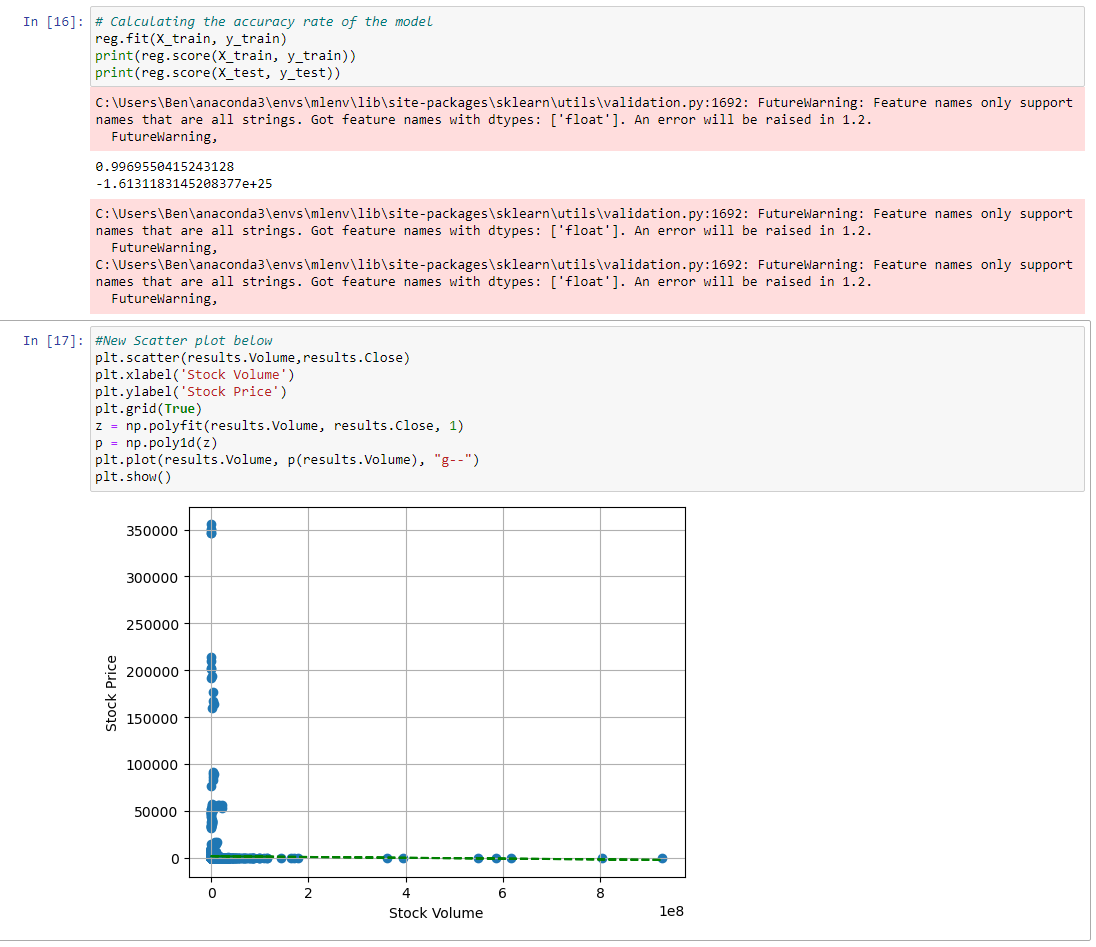 In [16]: # Calculating the accuracy rate of the model
reg.fit(X_train, y_train)
print(reg.score(X_train, y_train))
print(reg.score(X_test, y_test))
C:\Users\Ben\anaconda3\envs\mlenv\lib\site-packages\sklearn\utils\validation.py:1692: FutureWarning: Feature names only support
names that are all strings. Got feature names with dtypes: ['float']. An error will be raised in 1.2.
FutureWarning,
0.9969550415243128
-1.6131183145208377e+25
C:\Users\Ben\anaconda3\envs\mlenv\lib\site-packages\sklearn\utils\validation.py:1692: FutureWarning: Feature names only support
names that are all strings. Got feature names with dtypes: ['float']. An error will be raised in 1.2.
FutureWarning,
C:\Users\Ben\anaconda3\envs\mlenv\lib\site-packages\sklearn\utils\validation.py:1692: FutureWarning: Feature names only support
names that are all strings. Got feature names with dtypes: ['float']. An error will be raised in 1.2.
FutureWarning,
In [17]: #New Scatter plot below
plt.scatter(results.Volume,results.Close)
plt.xlabel('Stock Volume')
plt.ylabel('Stock Price')
plt.grid(True)
z = np.polyfit(results.Volume, results.Close, 1)
p = np.poly1d(z)
plt.plot(results.Volume, p(results.Volume), "g--")
plt.show()
350000
300000
250000
200000
150000
100000
50000
0
Stock Price
0 2 4 6 8
1e8
Stock Volume